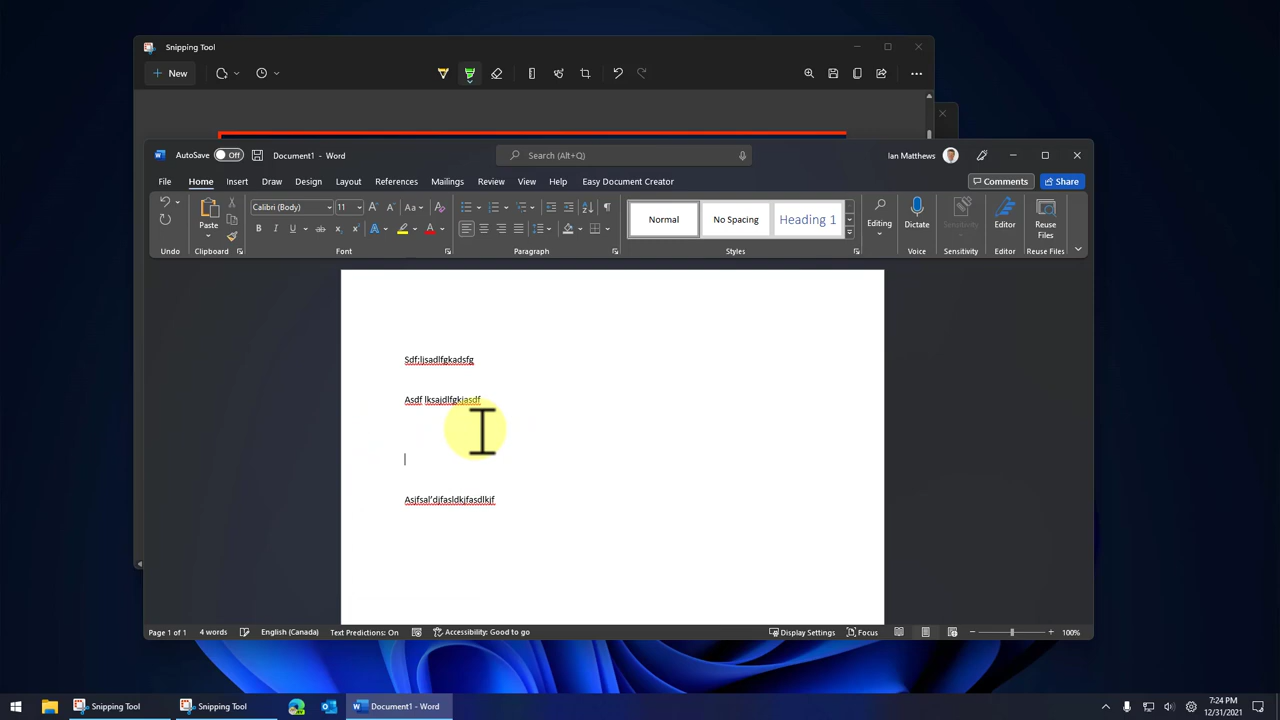 Snipping Tool
New
AutoSave Off Document1 - Word Search (Alt+Q) Ian Matthews
File Home Insert Draw Design Layout References Mailings Review View Help Easy Document Creator Comments Share
Calibri (Body) 11 A A Aa A
Paste
B I U ab x₂ x² A A
Normal No Spacing Heading 1
Editing Dictate Sensitivity Editor Reuse Files
Undo Clipboard Font Paragraph Styles Voice Sensitivity Editor Reuse Files
Sdf;ljsadlfgkadsfg
Asdf lksajdlfgkjasdf
Asjfsal'djfasldkjfasdlkjf
Page 1 of 1 4 words English (Canada) Text Predictions: On Accessibility: Good to go Display Settings Focus 100%
Snipping Tool Snipping Tool Document1 - Word
7:24 PM
12/31/2021